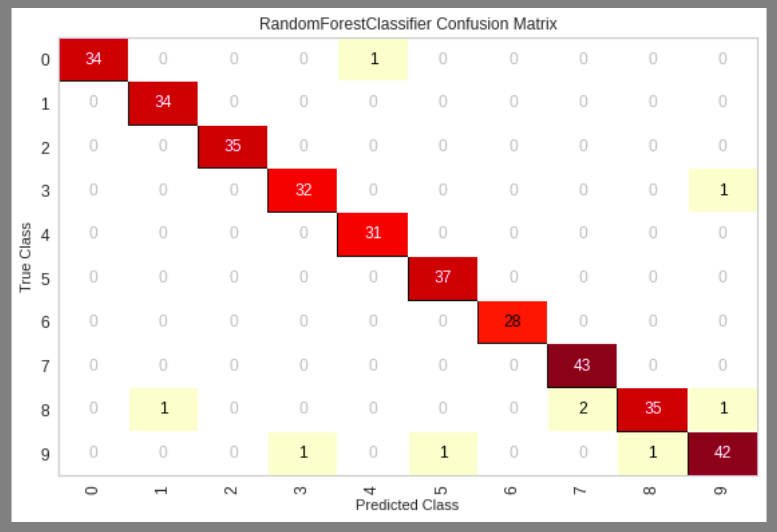 RandomForestClassifier Confusion Matrix
0 34 0 0 0 1 0 0 0 0 0
1 0 34 0 0 0 0 0 0 0 0
2 0 0 35 0 0 0 0 0 0 0
3 0 0 0 32 0 0 0 0 0 1
4 0 0 0 0 31 0 0 0 0 0
5 0 0 0 0 0 37 0 0 0 0
6 0 0 0 0 0 0 28 0 0 0
7 0 0 0 0 0 0 0 43 0 0
8 0 1 0 0 0 0 0 2 35 1
9 0 0 0 1 0 1 0 0 1 42
True Class
0 1 2 3 4 5 6 7 8 9
Predicted Class